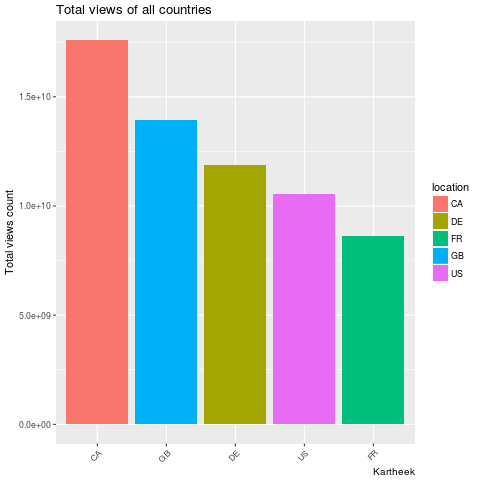 Total views of all countries
Total views count
1.5e+10
1.0e+10
5.0e+09
0.0e+00
CA
GB
DE
US
FR
Kartheek
location
CA
DE
FR
GB
US